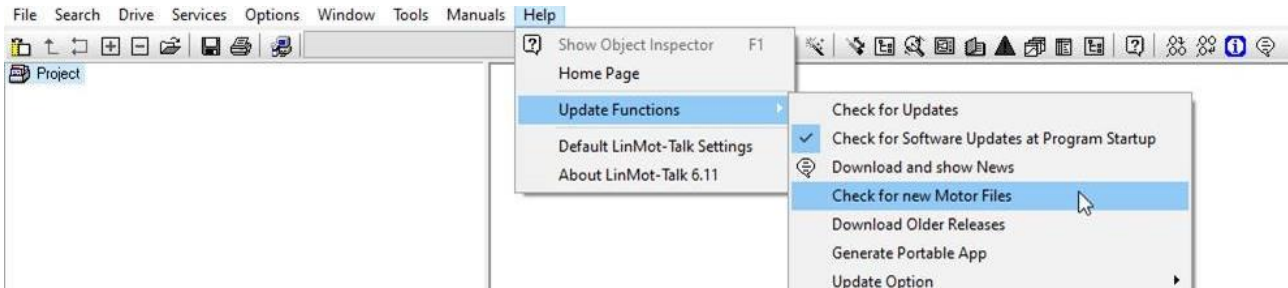 File Search Drive Services Options Window Tools Manuals Help
Project
Show Object Inspector F1
Home Page
Update Functions
Default LinMot-Talk Settings
About LinMot-Talk 6.11
Check for Updates
Check for Software Updates at Program Startup
Download and show News
Check for new Motor Files
Download Older Releases
Generate Portable App
Update Option